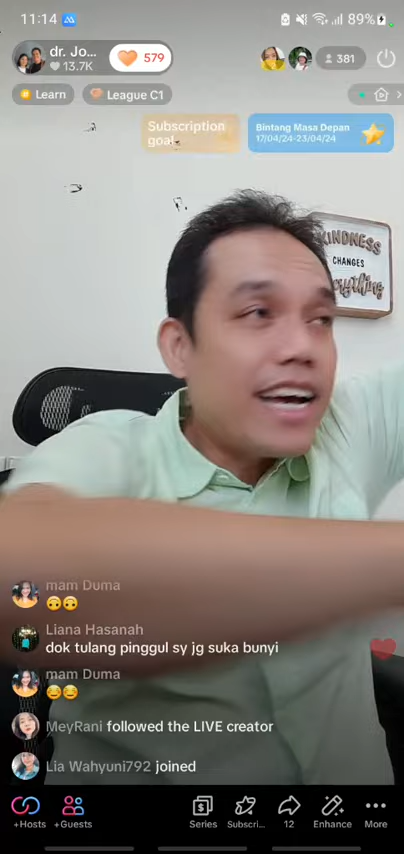 11:14
89%
dr. Jo...
13.7K
579
381
Learn
League C1
Subscription
goal
Bintang Masa Depan
17/04/24-23/04/24
KINDNESS
CHANGES
everything
mam Duma
🙃🙃
Liana Hasanah
dok tulang pinggul sy jg suka bunyi
mam Duma
😂😂
MeyRani followed the LIVE creator
Lia Wahyuni792 joined
+Hosts
+Guests
Series
Subscri...
12
Enhance
More